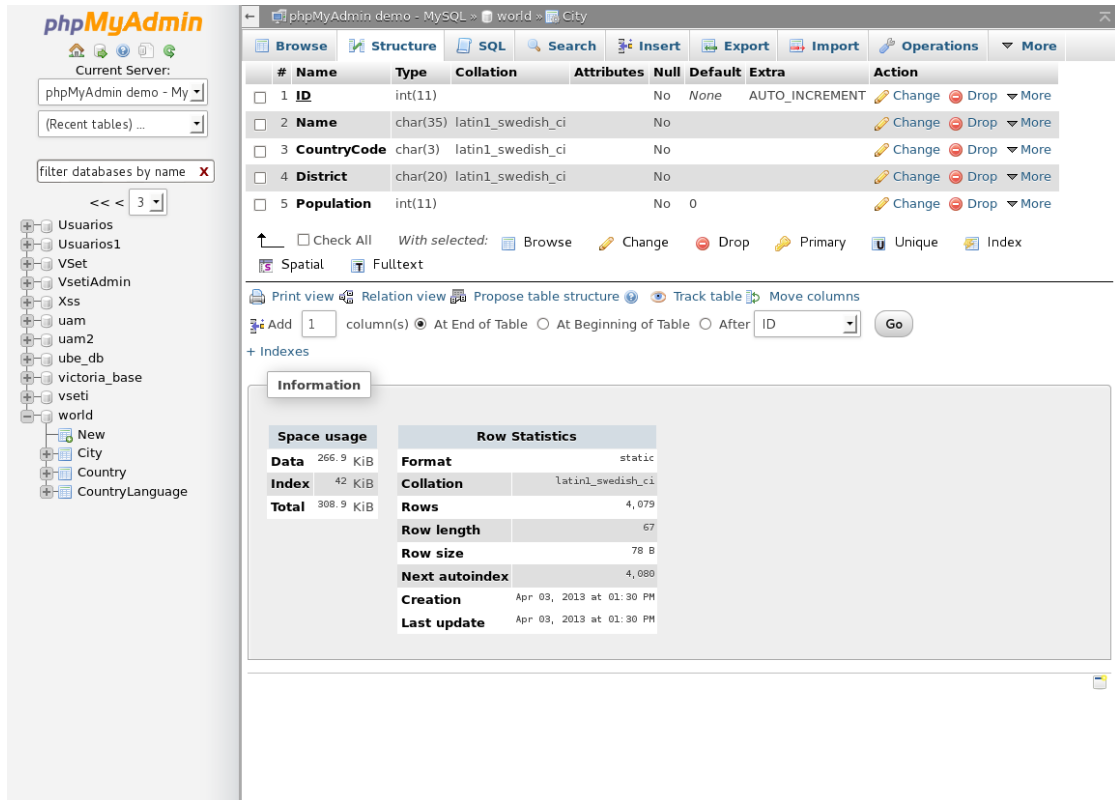 phpMyAdmin
Current Server:
phpMyAdmin demo - My
(Recent tables) ...
filter databases by name X
<< < 3
Usuarios
Usuarios1
VSet
VsetiAdmin
Xss
uam
uam2
ube_db
victoria_base
vseti
world
New
City
Country
CountryLanguage
phpMyAdmin demo - MySQL » world » City
Browse Structure SQL Search Insert Export Import Operations More
# Name Type Collation Attributes Null Default Extra Action
1 ID int(11) No None AUTO_INCREMENT Change Drop More
2 Name char(35) latin1_swedish_ci No Change Drop More
3 CountryCode char(3) latin1_swedish_ci No Change Drop More
4 District char(20) latin1_swedish_ci No Change Drop More
5 Population int(11) No 0 Change Drop More
Check All With selected: Browse Change Drop Primary Unique Index
Spatial Fulltext
Print view Relation view Propose table structure Track table Move columns
Add 1 column(s) At End of Table At Beginning of Table After ID Go
+ Indexes
Information
Space usage
Data 266.9 KiB
Index 42 KiB
Total 308.9 KiB
Row Statistics
Format static
Collation latin1_swedish_ci
Rows 4,079
Row length 67
Row size 78 B
Next autoindex 4,080
Creation Apr 03, 2013 at 01:30 PM
Last update Apr 03, 2013 at 01:30 PM